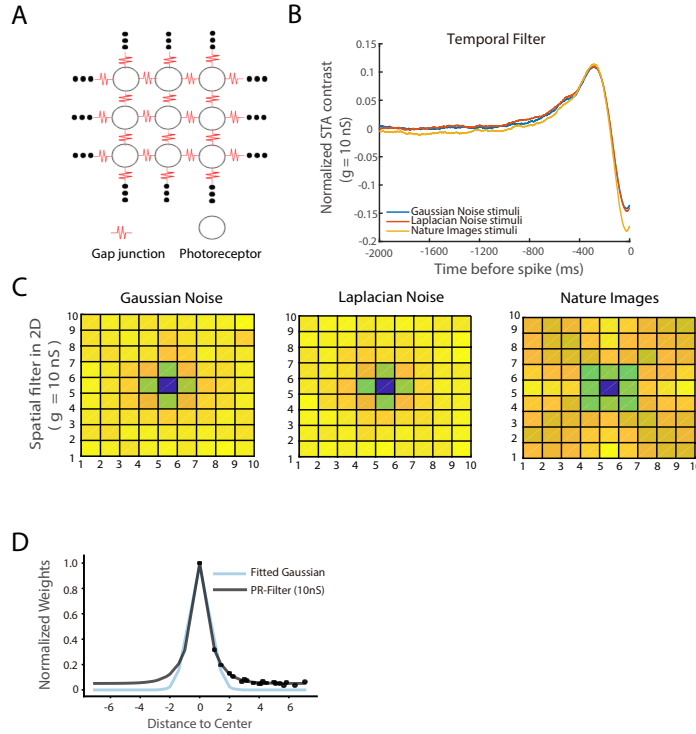 A
Gap junction
Photoreceptor
B
Temporal Filter
Normalized STA contrast
(g = 10 nS)
0.15
0.1
0.05
0
-0.05
-0.1
-0.15
-0.2
Gaussian Noise stimuli
Laplacian Noise stimuli
Nature Images stimuli
-2000 -1600 -1200 -800 -400 0
Time before spike (ms)
C
Spatial filter in 2D
( g = 10 nS)
Gaussian Noise
10
9
8
7
6
5
4
3
2
1
1 2 3 4 5 6 7 8 9 10
Laplacian Noise
10
9
8
7
6
5
4
3
2
1
1 2 3 4 5 6 7 8 9 10
Nature Images
10
9
8
7
6
5
4
3
2
1
1 2 3 4 5 6 7 8 9 10
D
Normalized Weights
1.0
0.8
0.6
0.4
0.2
0
Fitted Gaussian
PR-Filter (10nS)
-6 -4 -2 0 2 4 6
Distance to Center